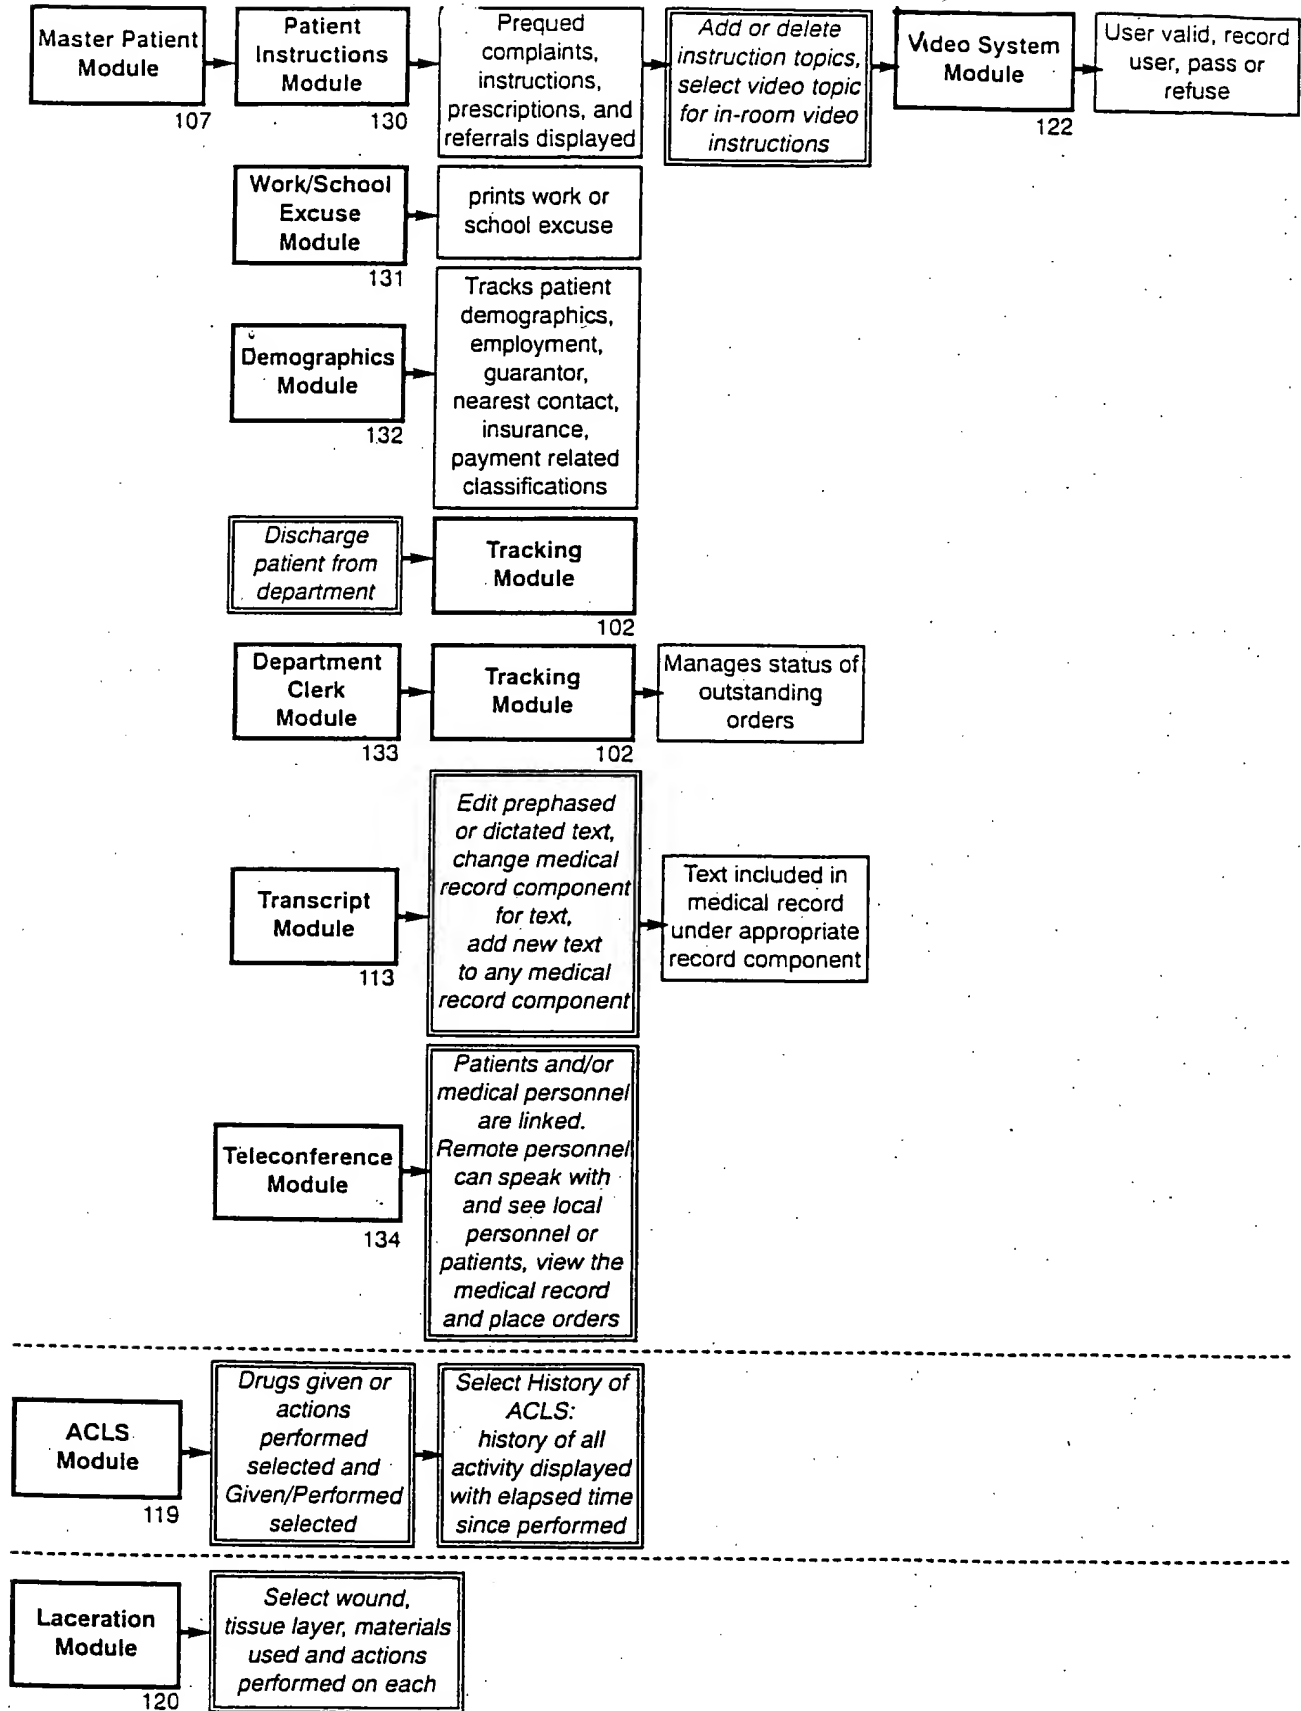 Master Patient
Module
107
Patient
Instructions
Module
130
Prequed
complaints,
instructions,
prescriptions, and
referrals displayed
Add or delete
instruction topics,
select video topic
for in-room video
instructions
Video System
Module
122
User valid, record
user, pass or
refuse
Work/School
Excuse
Module
131
prints work or
school excuse
Demographics
Module
132
Tracks patient
demographics,
employment,
guarantor,
nearest contact,
insurance,
payment related
classifications
Discharge
patient from
department
Tracking
Module
102
Department
Clerk
Module
133
Tracking
Module
102
Manages status of
outstanding
orders
Transcript
Module
113
Edit prephased
or dictated text,
change medical
record component
for text,
add new text
to any medical
record component
Text included in
medical record
under appropriate
record component
Teleconference
Module
134
Patients and/or
medical personnel
are linked.
Remote personnel
can speak with
and see local
personnel or
patients, view the
medical record
and place orders
ACLS
Module
119
Drugs given or
actions
performed
selected and
Given/Performed
selected
Select History of
ACLS:
history of all
activity displayed
with elapsed time
since performed
Laceration
Module
120
Select wound,
tissue layer, materials
used and actions
performed on each